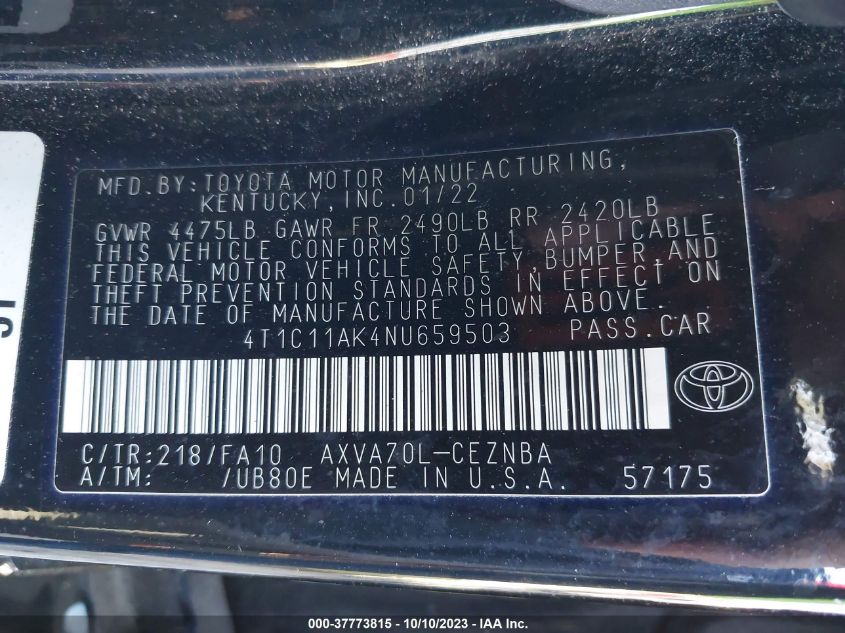 MFD. BY: TOYOTA MOTOR MANUFACTURING,
KENTUCKY, INC. 01/22
GVWR 4475LB GAWR FR 2490LB RR 2420LB
THIS VEHICLE CONFORMS TO ALL APPLICABLE
FEDERAL MOTOR VEHICLE SAFETY, BUMPER, AND
THEFT PREVENTION STANDARDS IN EFFECT ON
THE DATE OF MANUFACTURE SHOWN ABOVE.
4T1C11AK4NU659503 PASS. CAR
C/TR: 218/FA10 AXVA70L-CEZNBA
A/TM: /UB80E MADE IN U.S.A. 57175
000-37773815 - 10/10/2023 - IAA Inc.